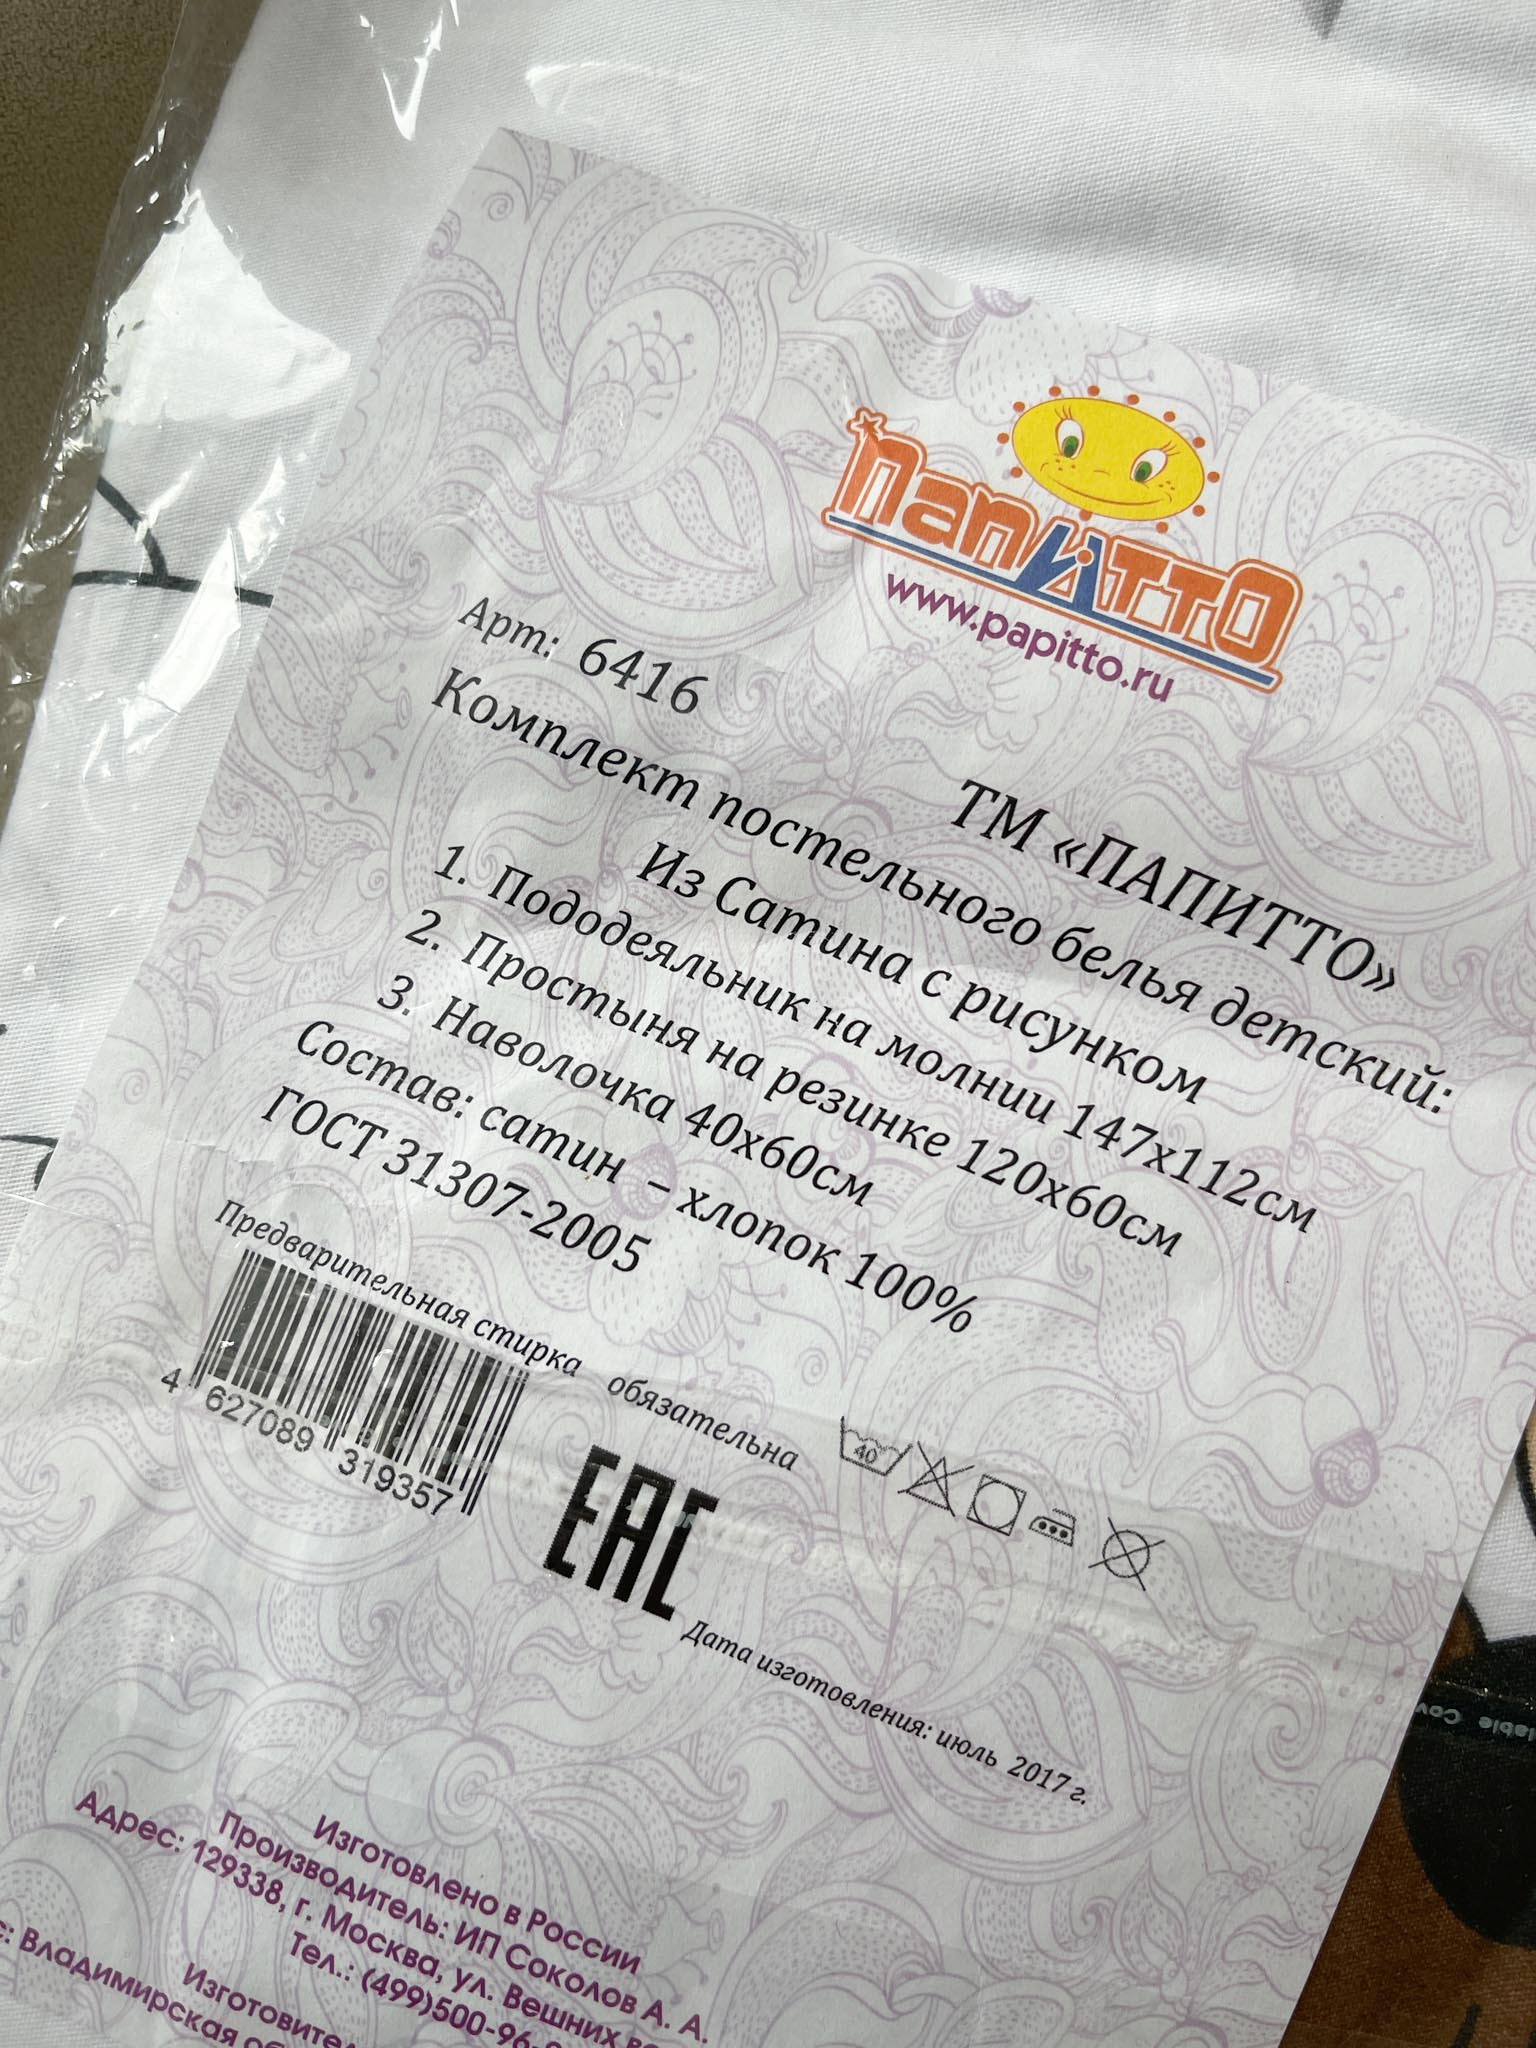 Папитто
www.papitto.ru
Арт: 6416
ТМ «ПАПИТТО»
Комплект постельного белья детский:
Из Сатина с рисунком
1. Пододеяльник на молнии 147х112см
2. Простыня на резинке 120х60см
3. Наволочка 40х60см
Состав: сатин – хлопок 100%
ГОСТ 31307-2005
Предварительная стирка обязательна
40
4 627089 319357
ЕАС
Дата изготовления: июль 2017 г.
Изготовлено в России
Производитель: ИП Соколов А. А.
Адрес: 129338, г. Москва, ул. Вешних
Тел.: (499)500-96-
Владимирская